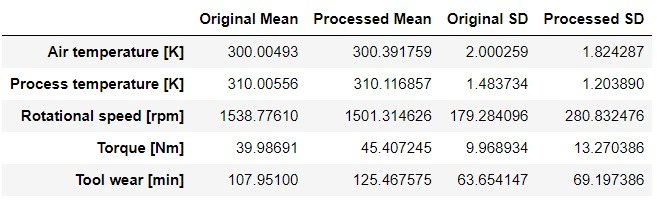 Original Mean Processed Mean Original SD Processed SD
Air temperature [K] 300.00493 300.391759 2.000259 1.824287
Process temperature [K] 310.00556 310.116857 1.483734 1.203890
Rotational speed [rpm] 1538.77610 1501.314626 179.284096 280.832476
Torque [Nm] 39.98691 45.407245 9.968934 13.270386
Tool wear [min] 107.95100 125.467575 63.654147 69.197386